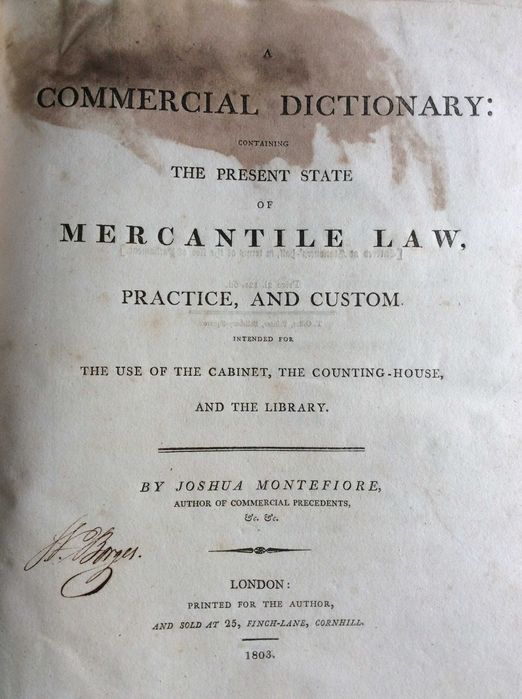 A
COMMERCIAL DICTIONARY:
CONTAINING
THE PRESENT STATE
OF
MERCANTILE LAW,
PRACTICE, AND CUSTOM.
INTENDED FOR
THE USE OF THE CABINET, THE COUNTING-HOUSE,
AND THE LIBRARY.
BY JOSHUA MONTEFIORE,
AUTHOR OF COMMERCIAL PRECEDENTS,
&c. &c.
Borges.
LONDON:
PRINTED FOR THE AUTHOR,
AND SOLD AT 25, FINCH-LANE, CORNHILL.
1803.